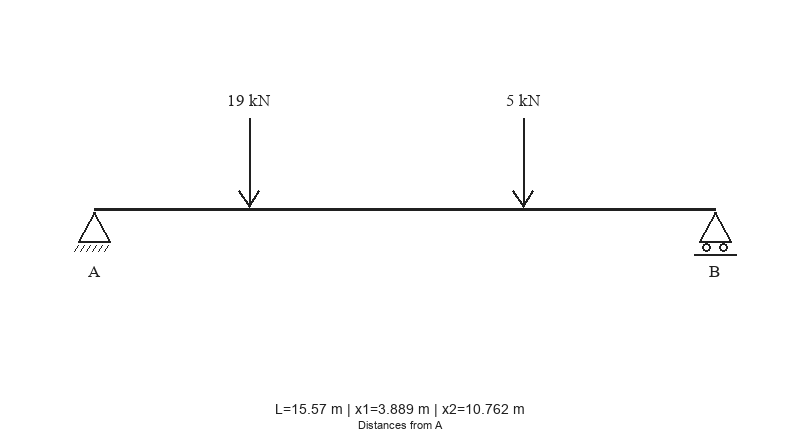 19 kN 5 kN
A B
L=15.57 m | x1=3.889 m | x2=10.762 m
Distances from A